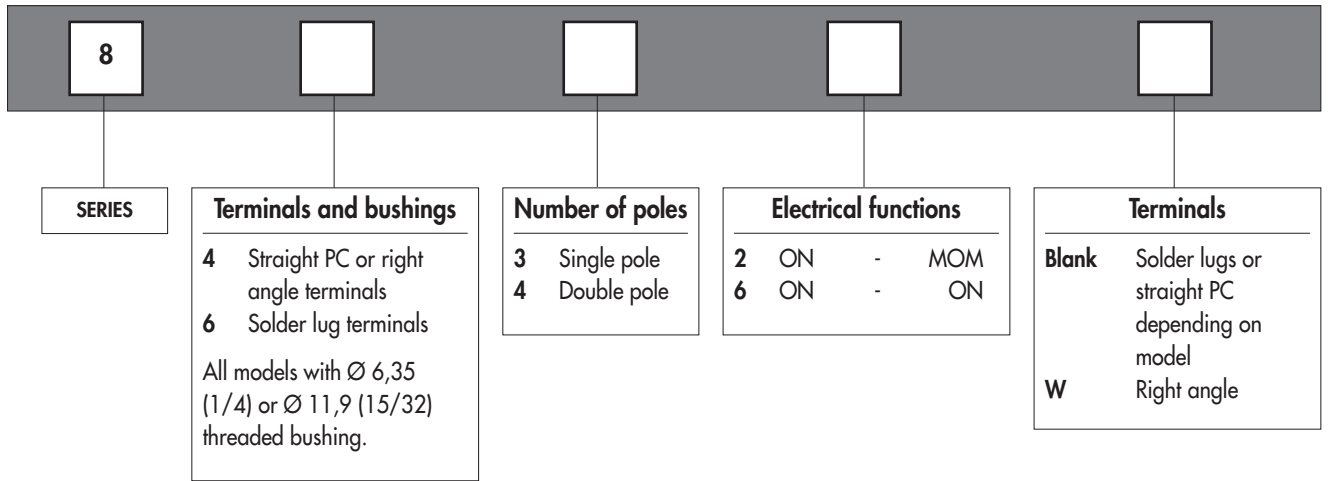 8
SERIES
Terminals and bushings
4 Straight PC or right
angle terminals
6 Solder lug terminals
All models with Ø 6,35
(1/4) or Ø 11,9 (15/32)
threaded bushing.
Number of poles
3 Single pole
4 Double pole
Electrical functions
2 ON - MOM
6 ON - ON
Terminals
Blank Solder lugs or
straight PC
depending on
model
W Right angle